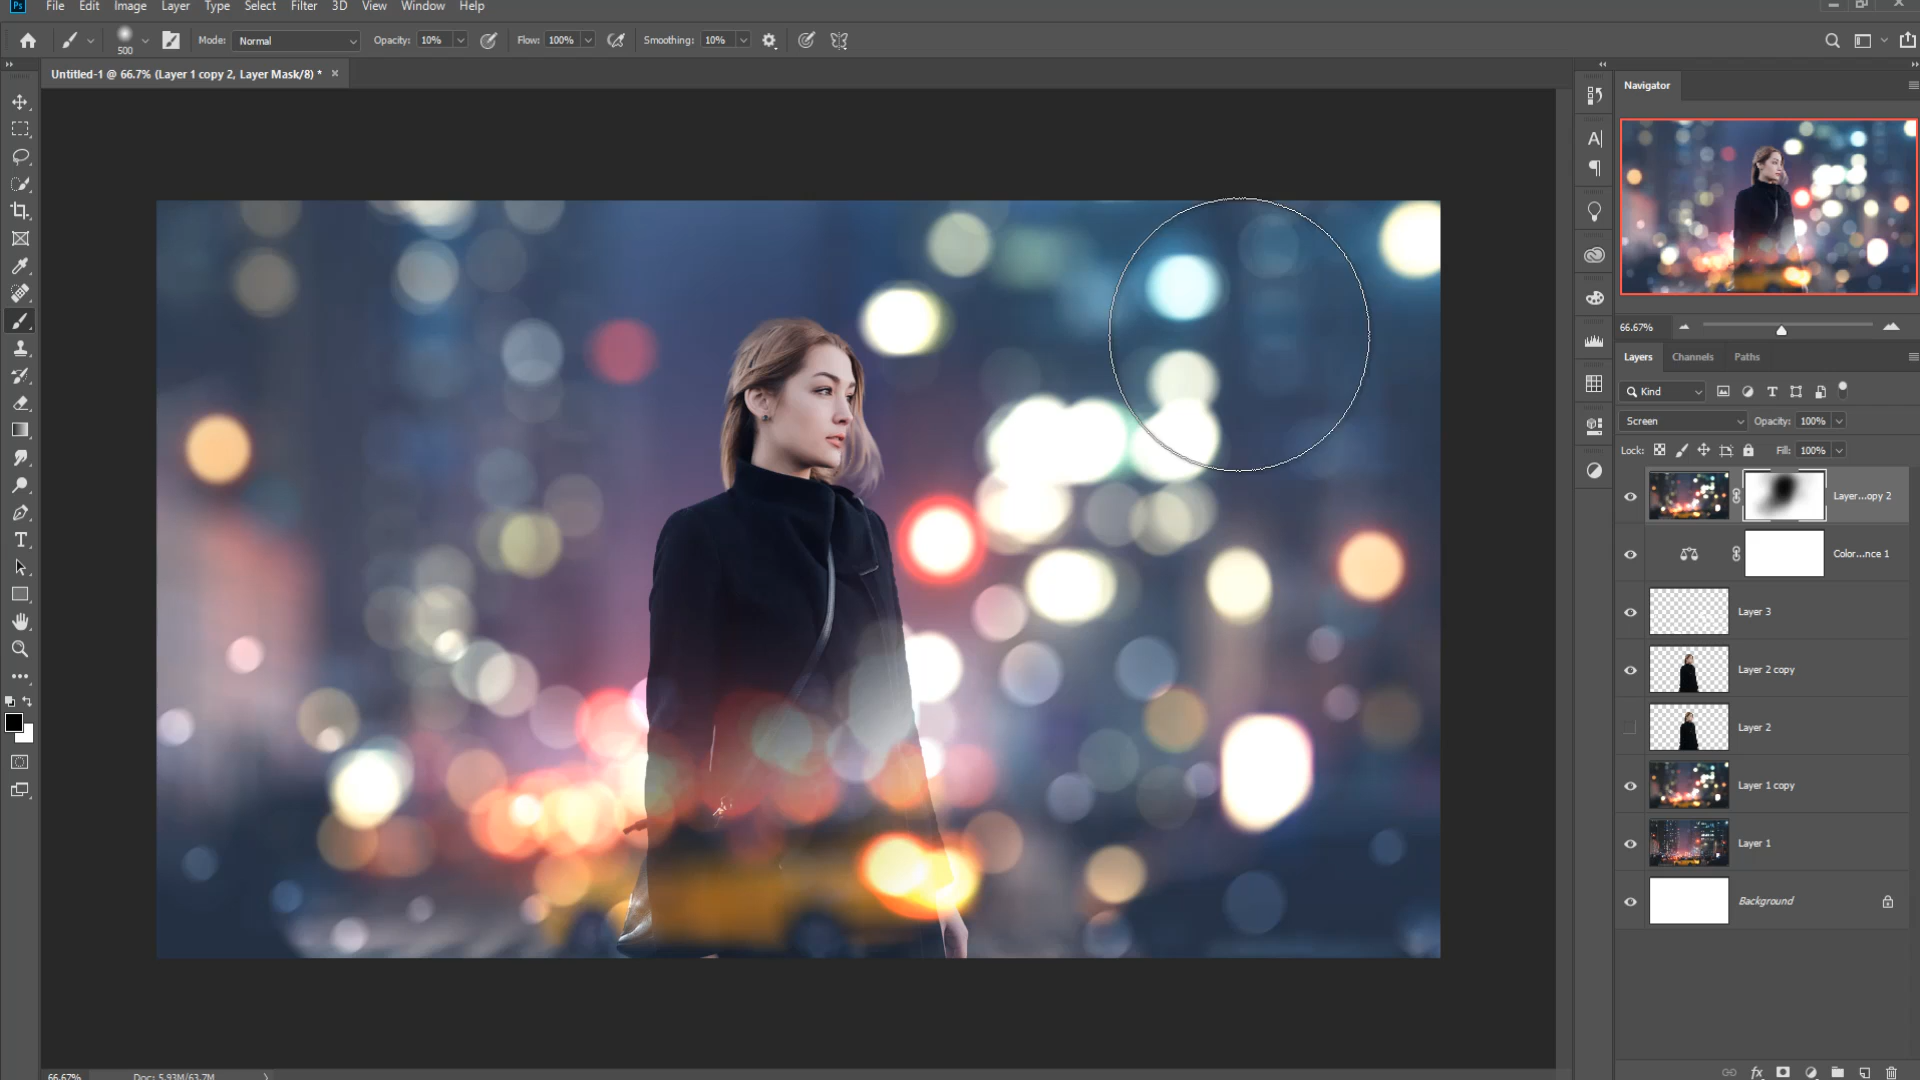 Ps File Edit Image Layer Type Select Filter 3D View Window Help
500 Mode: Normal Opacity: 10% Flow: 100% Smoothing: 10%
Untitled-1 @ 66.7% (Layer 1 copy 2, Layer Mask/8) * ×
Navigator
66.67%
Layers Channels Paths
Kind
Screen Opacity: 100%
Lock: Fill: 100%
Layer...opy 2
Color...nce 1
Layer 3
Layer 2 copy
Layer 2
Layer 1 copy
Layer 1
Background
66.67% Doc: 5.93M/63.7M